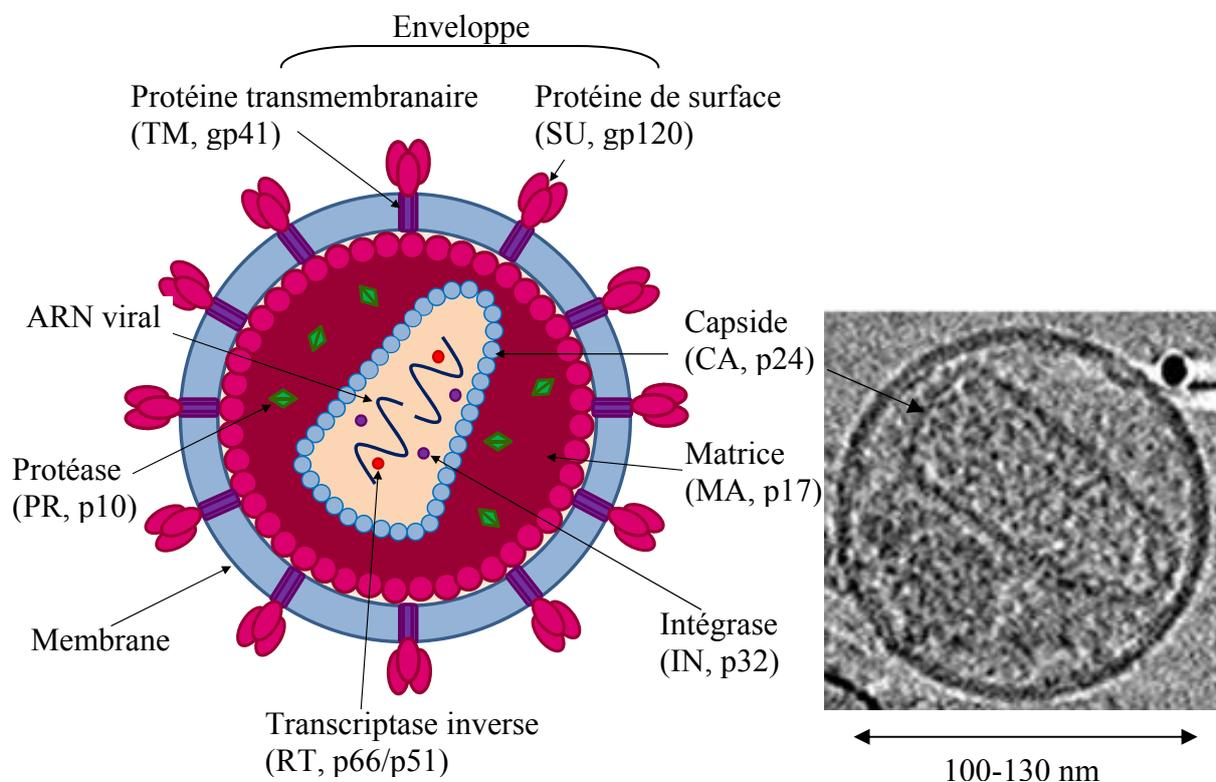 Enveloppe
Protéine transmembranaire
(TM, gp41)
Protéine de surface
(SU, gp120)
ARN viral
Capside
(CA, p24)
Protéase
(PR, p10)
Matrice
(MA, p17)
Membrane
Intégrase
(IN, p32)
Transcriptase inverse
(RT, p66/p51)
100-130 nm